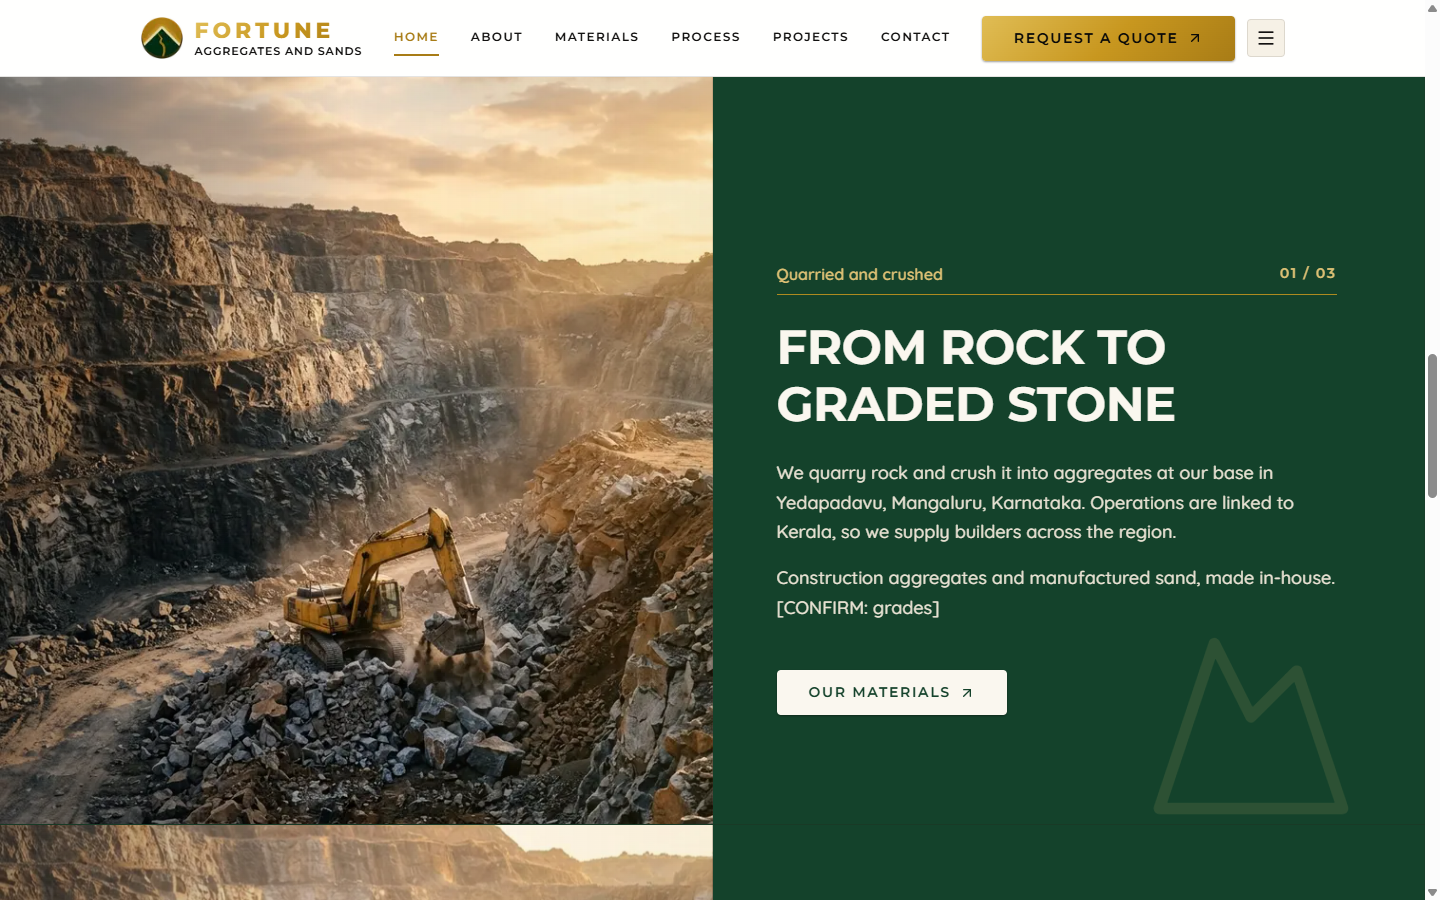 FORTUNE
AGGREGATES AND SANDS
HOME
ABOUT
MATERIALS
PROCESS
PROJECTS
CONTACT
REQUEST A QUOTE
Quarried and crushed
01 / 03
FROM ROCK TO
GRADED STONE
We quarry rock and crush it into aggregates at our base in
Yedapadavu, Mangaluru, Karnataka. Operations are linked to
Kerala, so we supply builders across the region.
Construction aggregates and manufactured sand, made in-house.
[CONFIRM: grades]
OUR MATERIALS